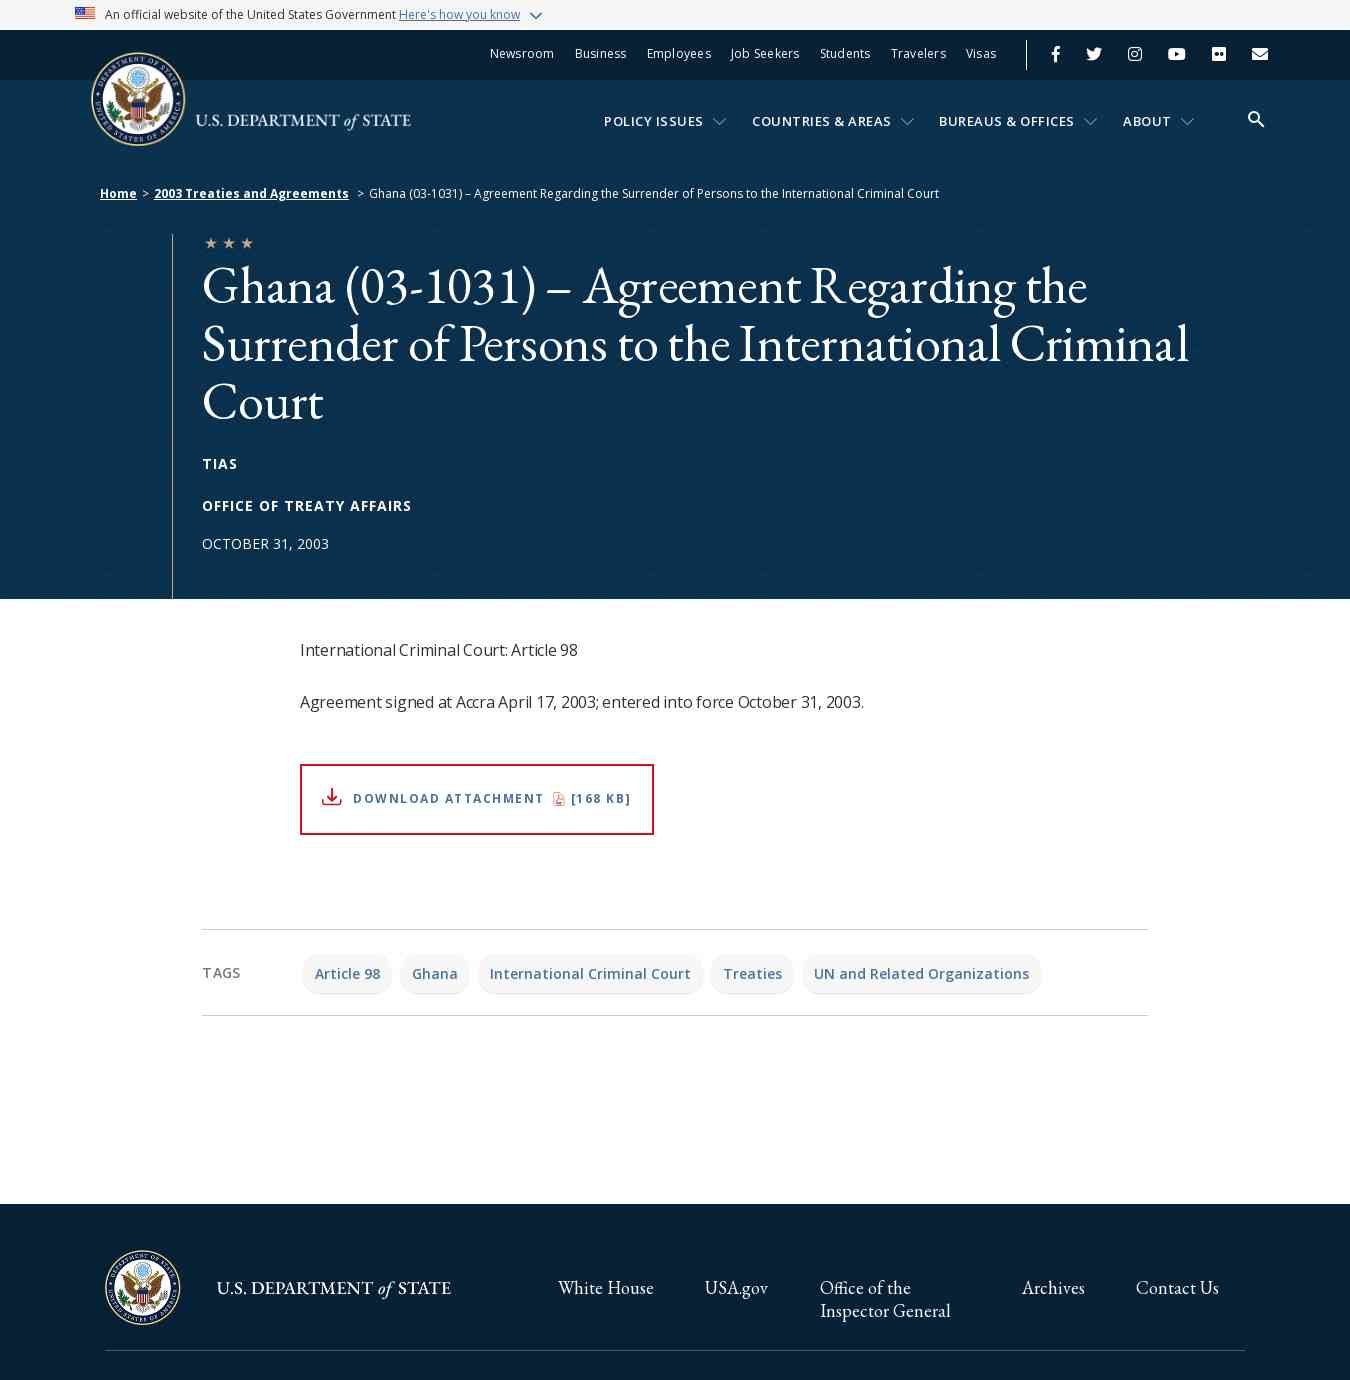 An official website of the United States Government Here's how you know
Newsroom Business Employees Job Seekers Students Travelers Visas
U.S. DEPARTMENT of STATE
POLICY ISSUES COUNTRIES & AREAS BUREAUS & OFFICES ABOUT
Home > 2003 Treaties and Agreements > Ghana (03-1031) – Agreement Regarding the Surrender of Persons to the International Criminal Court
Ghana (03-1031) – Agreement Regarding the
Surrender of Persons to the International Criminal
Court
TIAS
OFFICE OF TREATY AFFAIRS
OCTOBER 31, 2003
International Criminal Court: Article 98
Agreement signed at Accra April 17, 2003; entered into force October 31, 2003.
DOWNLOAD ATTACHMENT [168 KB]
TAGS Article 98 Ghana International Criminal Court Treaties UN and Related Organizations
U.S. DEPARTMENT of STATE
White House USA.gov Office of the Archives Contact Us
Inspector General